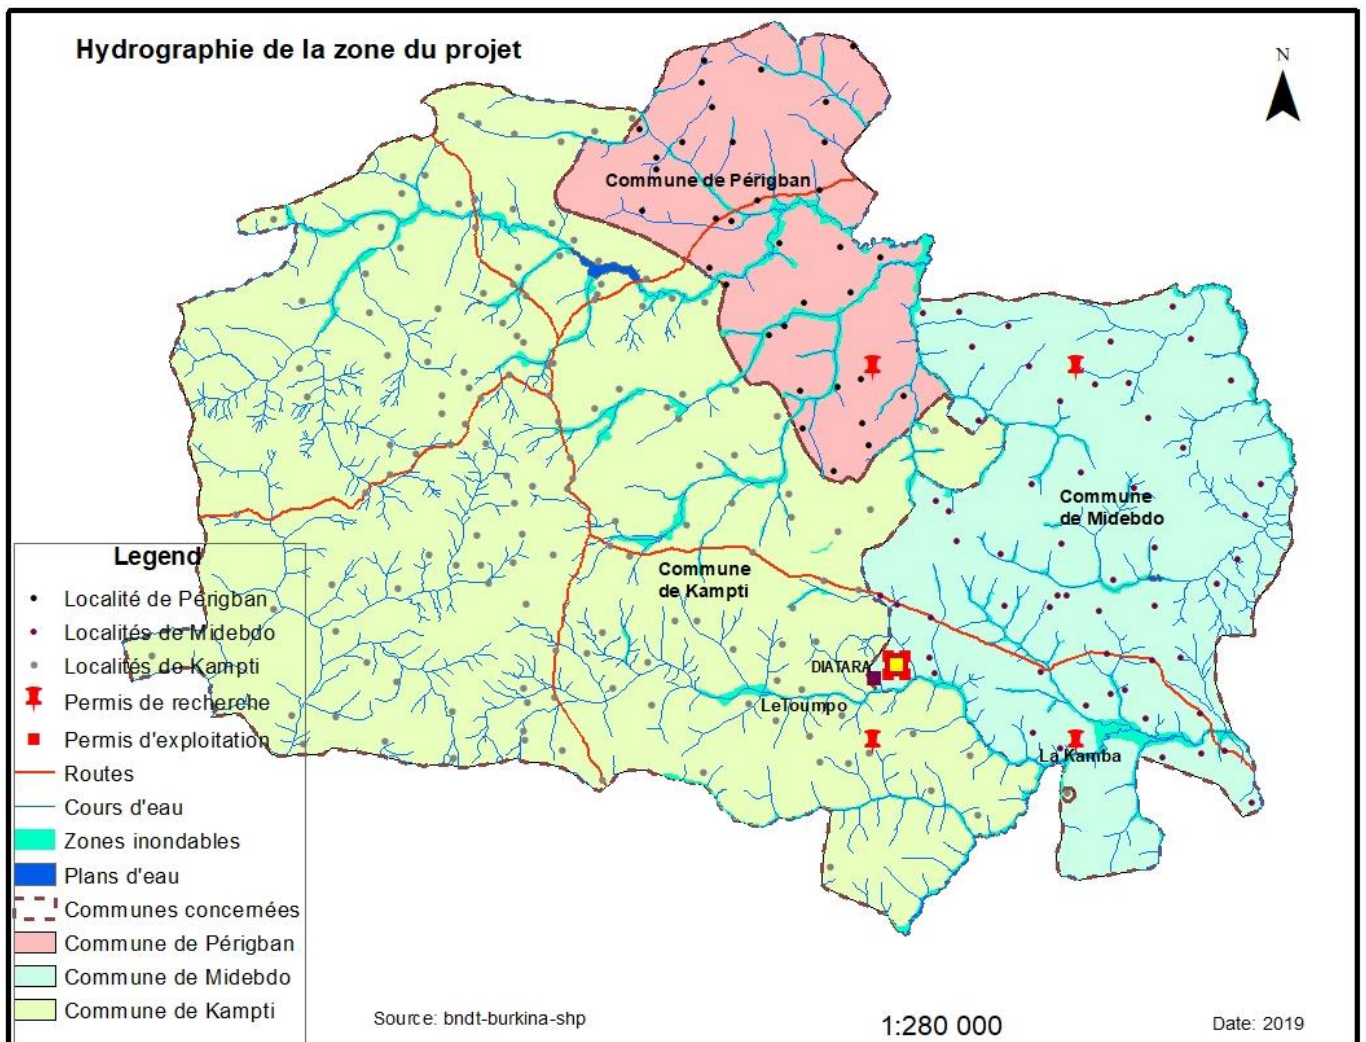 Hydrographie de la zone du projet
N
Commune de Périgban
Commune
de Midebdo
Commune
de Kampti
DIATARA
LeToumpo
La Kamba
Legend
Localité de Périgban
Localités de Midebdo
Localités de Kampti
Permis de recherche
Permis d'exploitation
Routes
Cours d'eau
Zones inondables
Plans d'eau
Communes concernées
Commune de Périgban
Commune de Midebdo
Commune de Kampti
Source: bndt-burkina-shp
1:280 000
Date: 2019